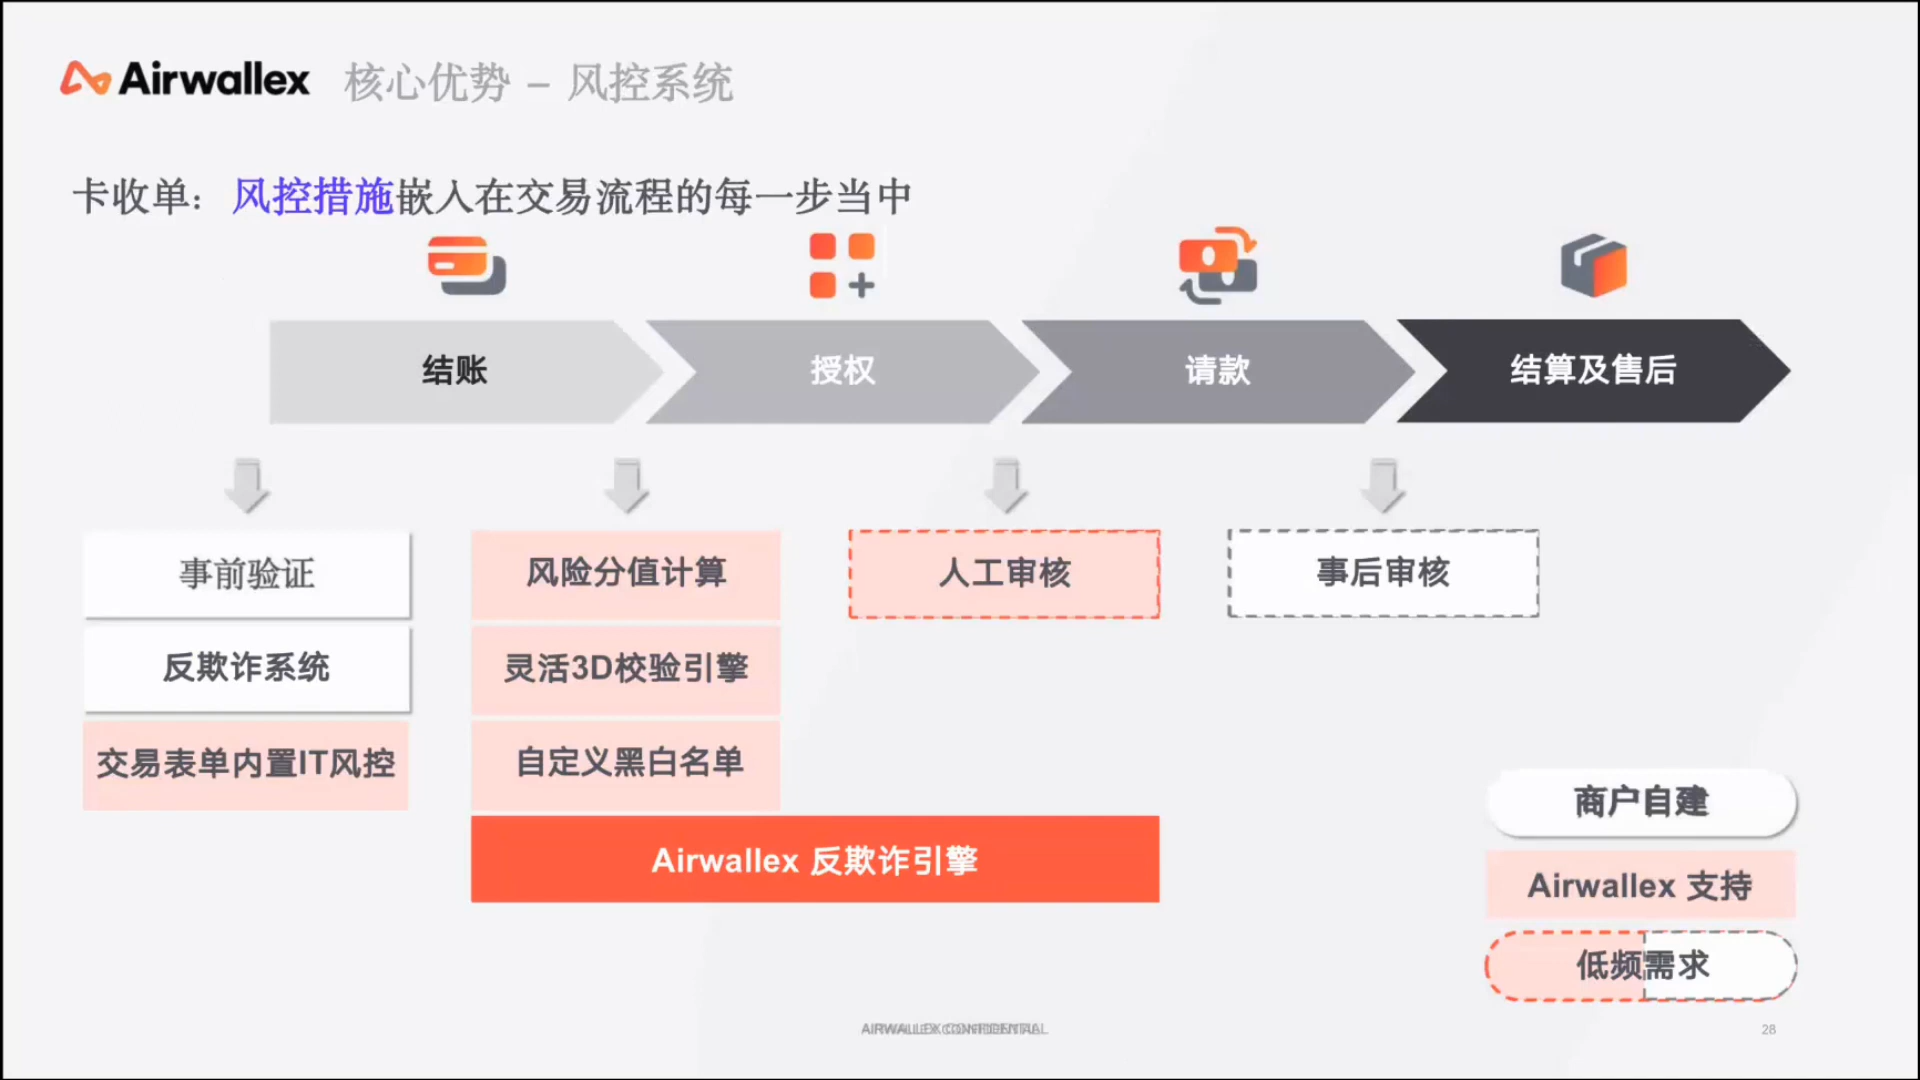 Airwallex 核心优势 – 风控系统
卡收单：风控措施嵌入在交易流程的每一步当中
结账
授权
请款
结算及售后
事前验证
风险分值计算
人工审核
事后审核
反欺诈系统
灵活3D校验引擎
交易表单内置IT风控
自定义黑白名单
Airwallex 反欺诈引擎
商户自建
Airwallex 支持
低频需求
AIRWALLEX CONFIDENTIAL
28